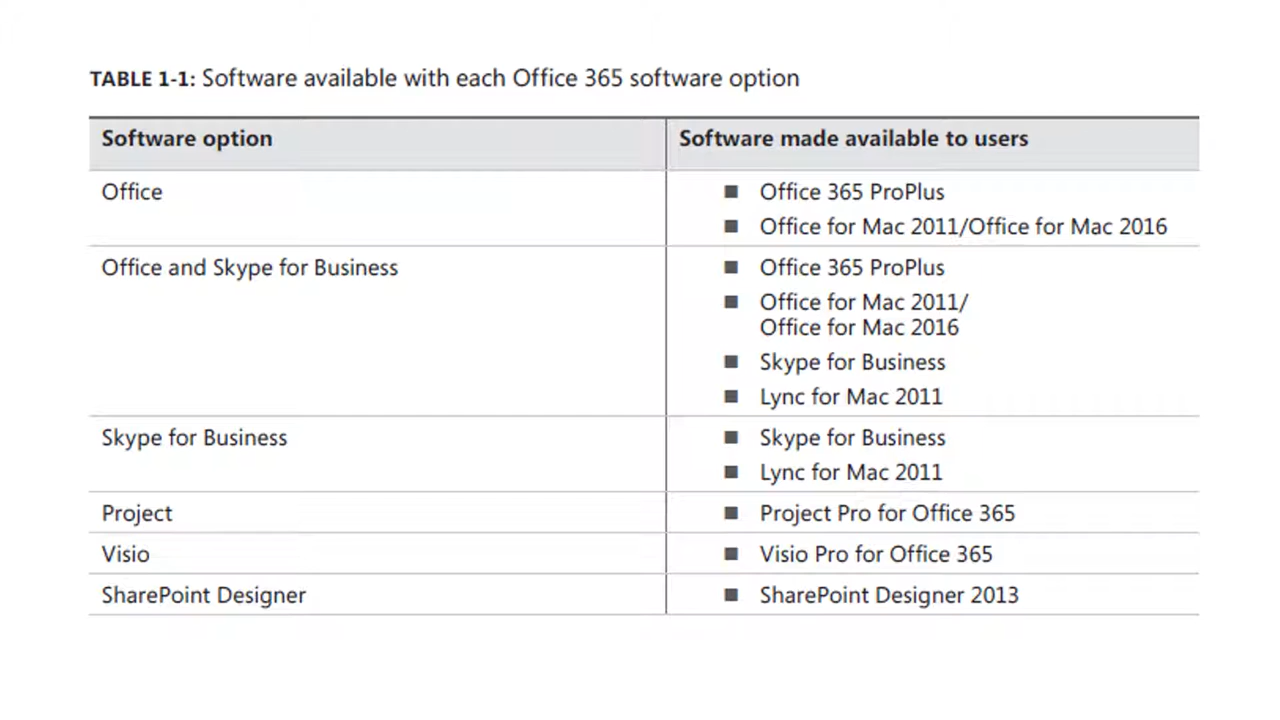 TABLE 1-1: Software available with each Office 365 software option
Software option
Software made available to users
Office
■ Office 365 ProPlus
■ Office for Mac 2011/Office for Mac 2016
Office and Skype for Business
■ Office 365 ProPlus
■ Office for Mac 2011/
Office for Mac 2016
■ Skype for Business
■ Lync for Mac 2011
Skype for Business
■ Skype for Business
■ Lync for Mac 2011
Project
■ Project Pro for Office 365
Visio
■ Visio Pro for Office 365
SharePoint Designer
■ SharePoint Designer 2013